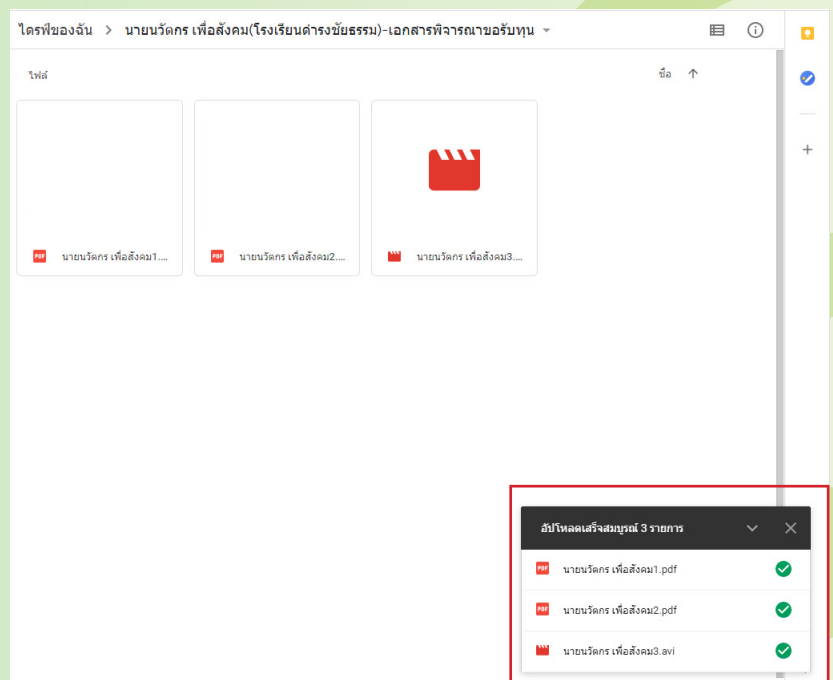 ไดรฟ์ของฉัน > นายนวัตกร เพื่อสังคม(โรงเรียนดำรงชัยธรรม)-เอกสารพิจารณาขอรับทุน
ไฟล์ ชื่อ
นายนวัตกร เพื่อสังคม1....
นายนวัตกร เพื่อสังคม2....
นายนวัตกร เพื่อสังคม3....
อัปโหลดเสร็จสมบูรณ์ 3 รายการ
PDF นายนวัตกร เพื่อสังคม1.pdf
PDF นายนวัตกร เพื่อสังคม2.pdf
นายนวัตกร เพื่อสังคม3.avi